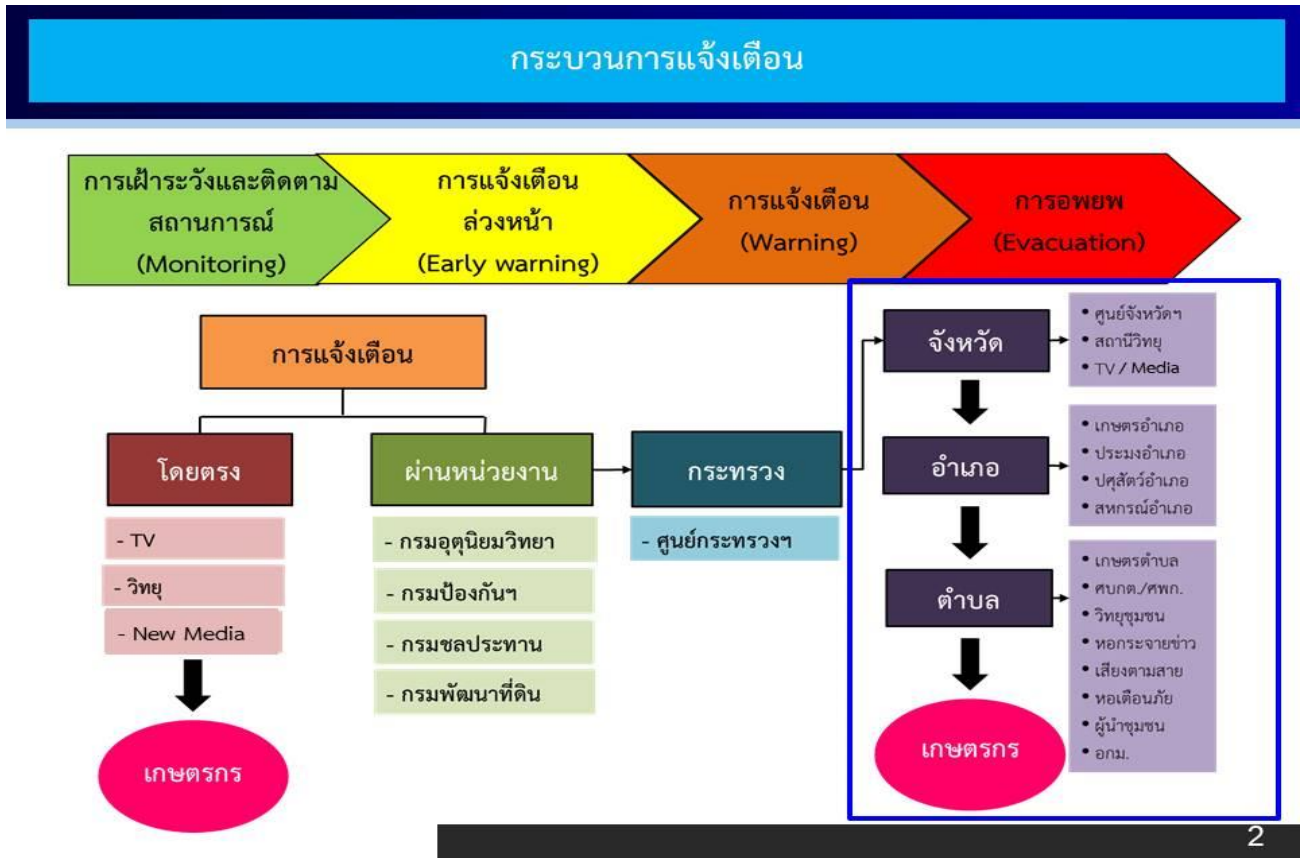 กระบวนการแจ้งเตือน
การเฝ้าระวังและติดตาม
สถานการณ์
(Monitoring)
การแจ้งเตือน
ล่วงหน้า
(Early warning)
การแจ้งเตือน
(Warning)
การอพยพ
(Evacuation)
การแจ้งเตือน
โดยตรง
- TV
- วิทยุ
- New Media
เกษตรกร
ผ่านหน่วยงาน
- กรมอุตุนิยมวิทยา
- กรมป้องกันฯ
- กรมชลประทาน
- กรมพัฒนาที่ดิน
กระทรวง
- ศูนย์กระทรวงฯ
จังหวัด
• ศูนย์จังหวัดฯ
• สถานีวิทยุ
• TV / Media
อำเภอ
• เกษตรอำเภอ
• ประมงอำเภอ
• ปศุสัตว์อำเภอ
• สหกรณ์อำเภอ
ตำบล
• เกษตรตำบล
• ศบกต./ศพก.
• วิทยุชุมชน
• หอกระจายข่าว
• เสียงตามสาย
• หอเตือนภัย
• ผู้นำชุมชน
• อกม.
เกษตรกร
2